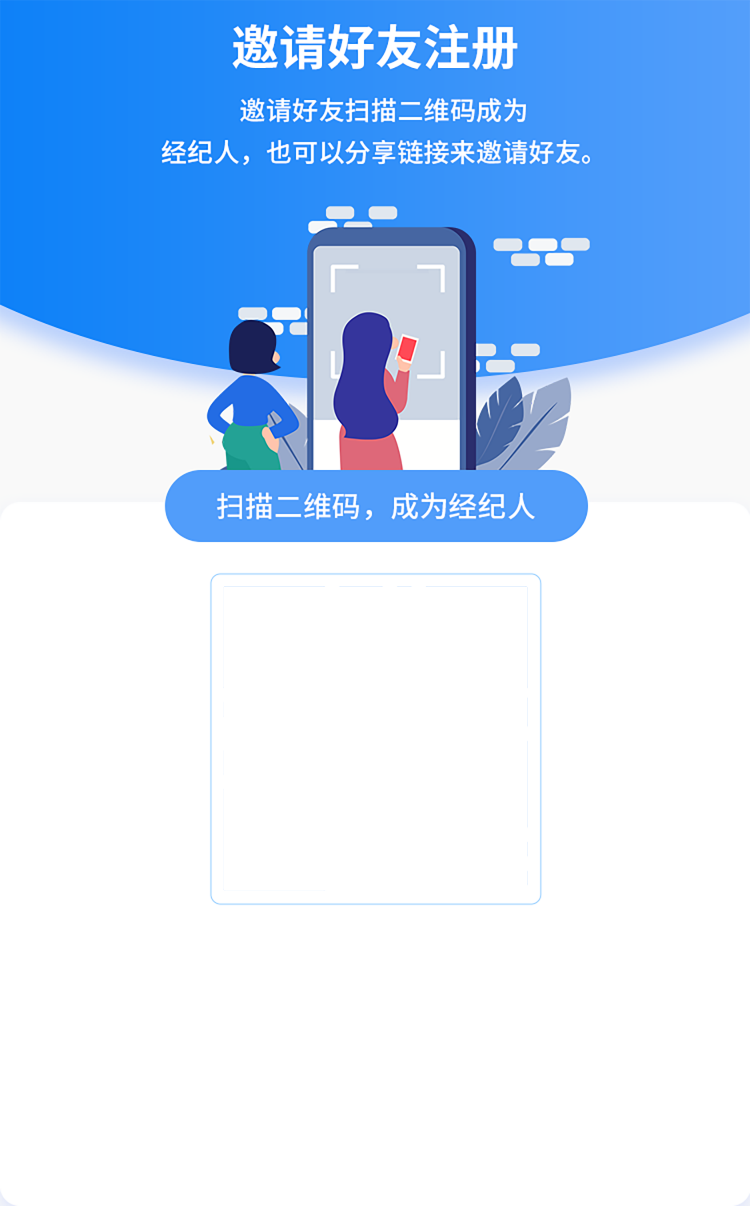 邀请好友注册
邀请好友扫描二维码成为
经纪人，也可以分享链接来邀请好友。
扫描二维码，成为经纪人